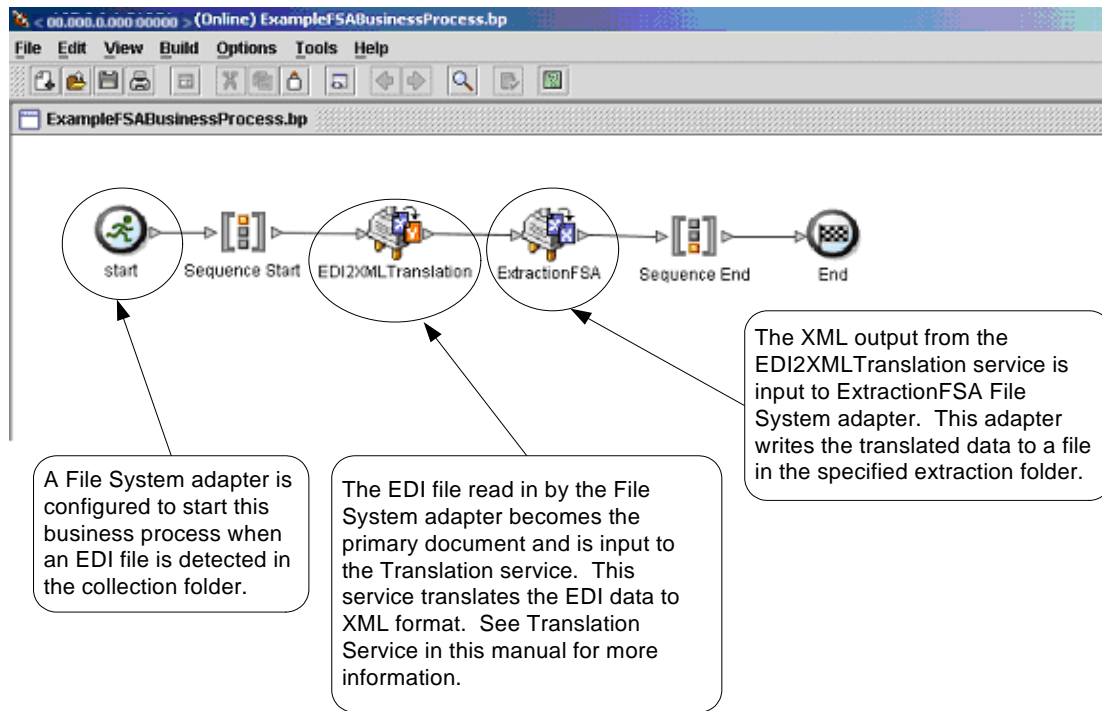 < 00.000.0.000:00000 > (Online) ExampleFSABusinessProcess.bp
File Edit View Build Options Tools Help
ExampleFSABusinessProcess.bp
start
Sequence Start
EDI2XMLTranslation
ExtractionFSA
Sequence End
End
The XML output from the
EDI2XMLTranslation service is
input to ExtractionFSA File
System adapter. This adapter
writes the translated data to a file
in the specified extraction folder.
A File System adapter is
configured to start this
business process when
an EDI file is detected in
the collection folder.
The EDI file read in by the File
System adapter becomes the
primary document and is input to
the Translation service. This
service translates the EDI data to
XML format. See Translation
Service in this manual for more
information.